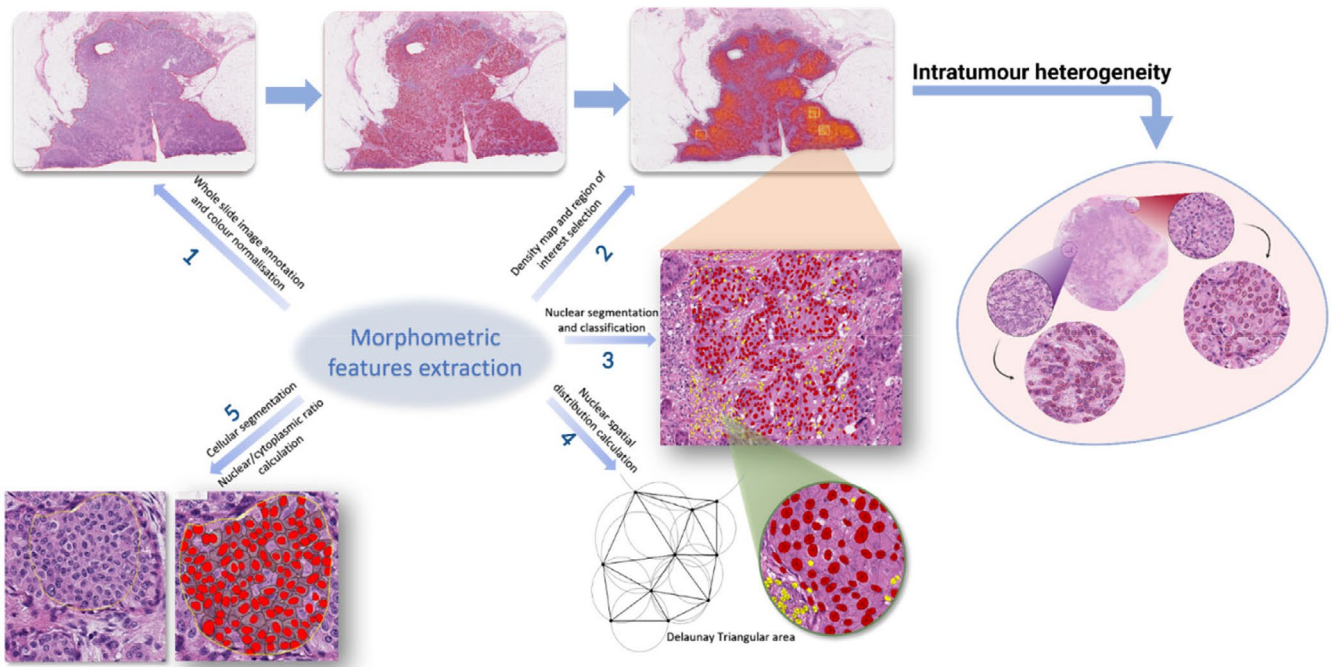 Intratumour heterogeneity
Whole slide image annotation
and colour normalisation
1
Density map and region of
interest selection
2
Morphometric
features extraction
Nuclear segmentation
and classification
3
Nuclear spatial
distribution calculation
4
5
Cellular segmentation
Nuclear/cytoplasmic ratio
calculation
Delaunay Triangular area